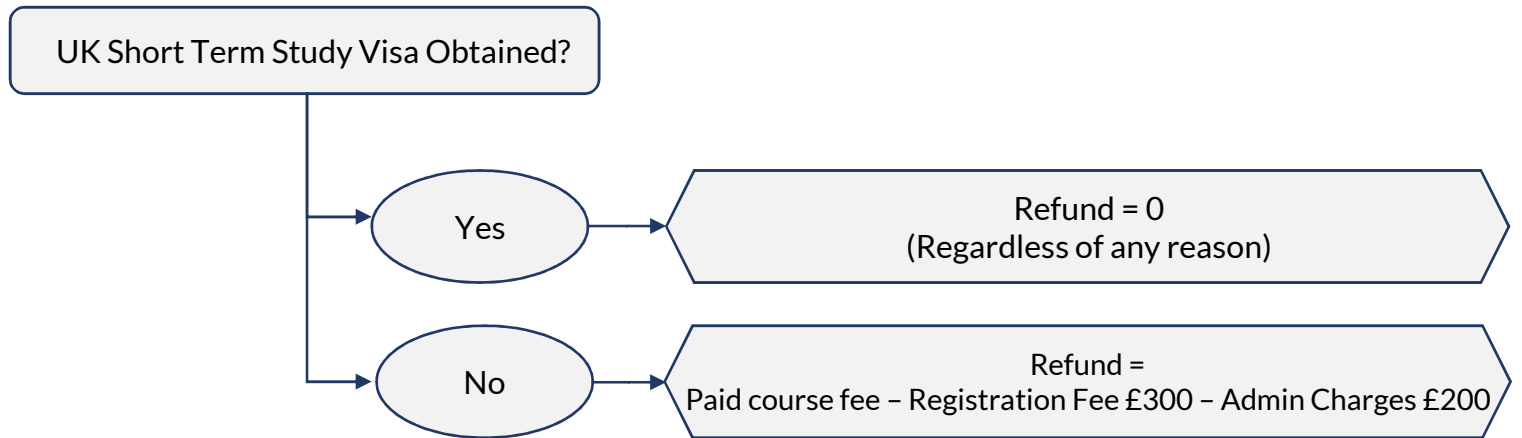 UK Short Term Study Visa Obtained?
Yes
Refund = 0
(Regardless of any reason)
No
Refund =
Paid course fee – Registration Fee £300 – Admin Charges £200